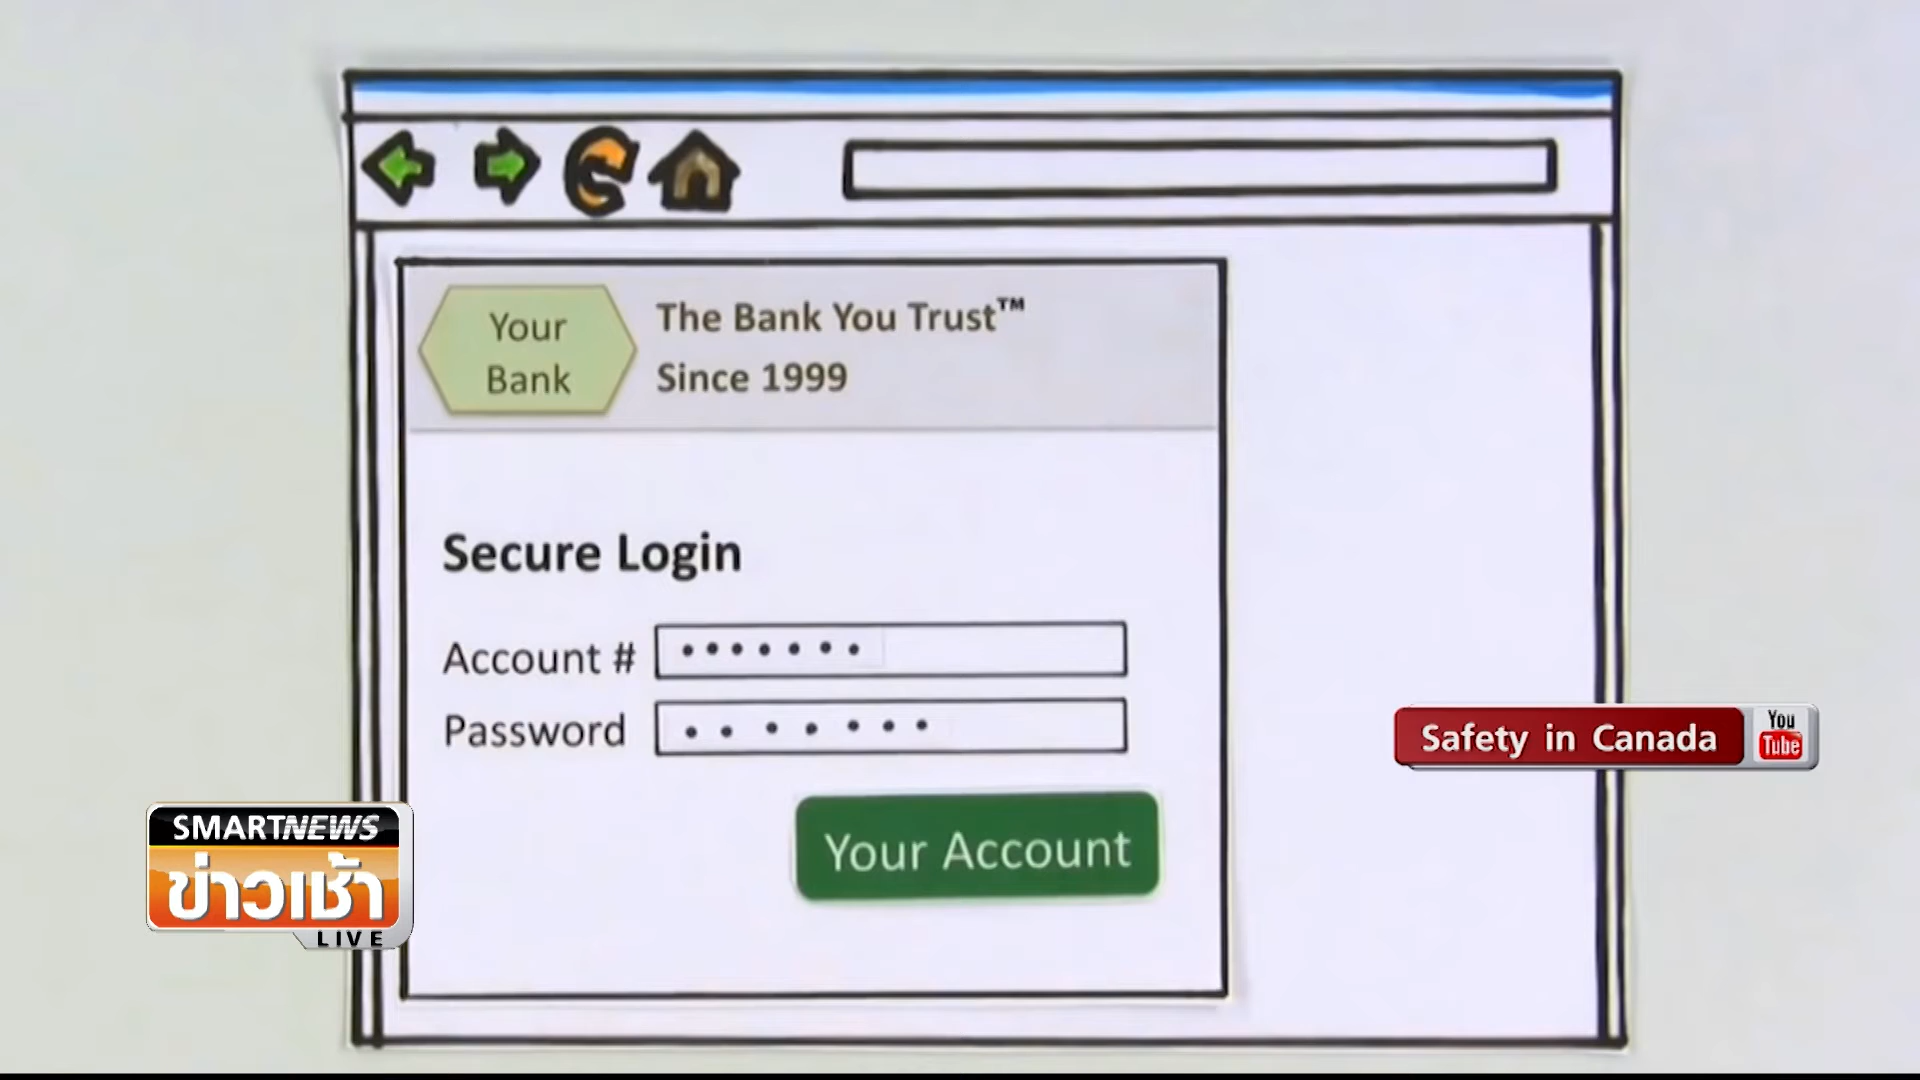 Your
Bank
The Bank You Trust™
Since 1999
Secure Login
Account #
Password
Your Account
Safety in Canada
You
Tube
SMARTNEWS
ข่าวเช้า
LIVE